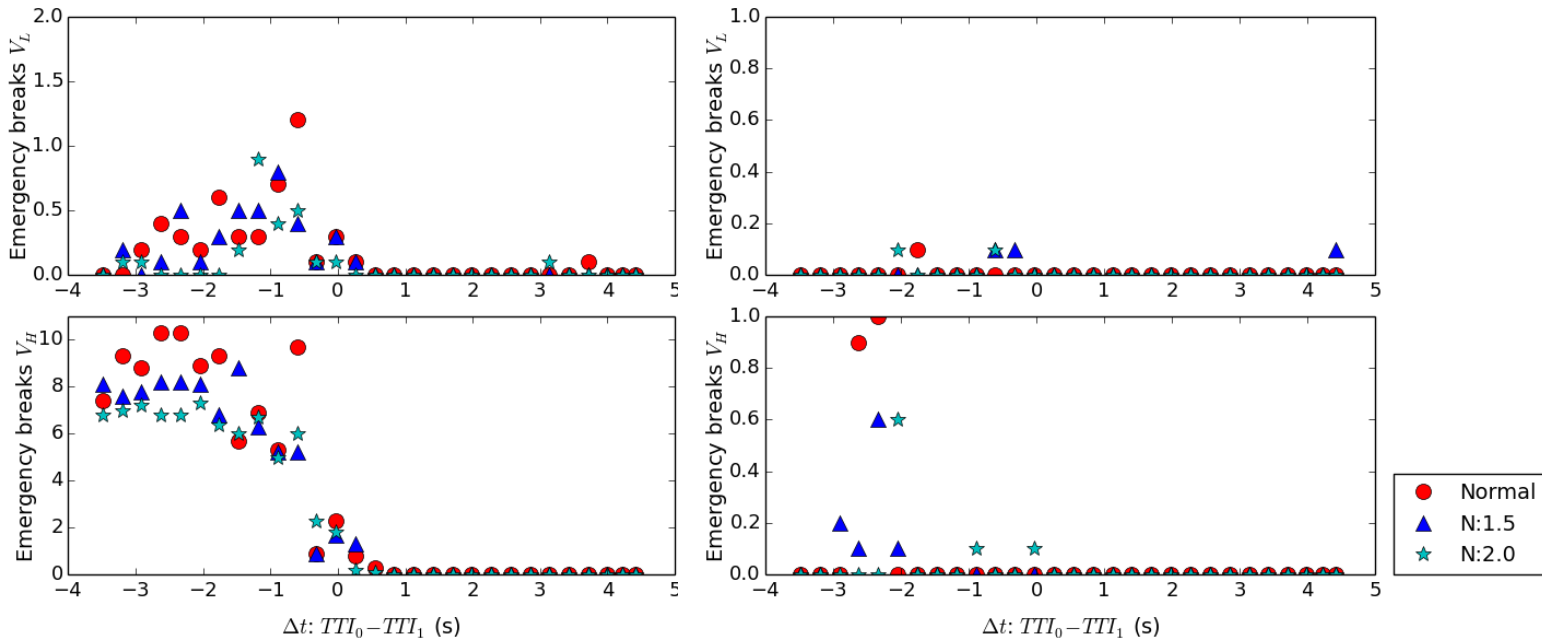 Emergency breaks V_L
2.0
1.5
1.0
0.5
0.0
−4 −3 −2 −1 0 1 2 3 4 5
Emergency breaks V_L
1.0
0.8
0.6
0.4
0.2
0.0
−4 −3 −2 −1 0 1 2 3 4 5
Emergency breaks V_H
10
8
6
4
2
0
−4 −3 −2 −1 0 1 2 3 4 5
Δt: TTI_0−TTI_1 (s)
Emergency breaks V_H
1.0
0.8
0.6
0.4
0.2
0.0
−4 −3 −2 −1 0 1 2 3 4 5
Δt: TTI_0−TTI_1 (s)
Normal
N:1.5
N:2.0